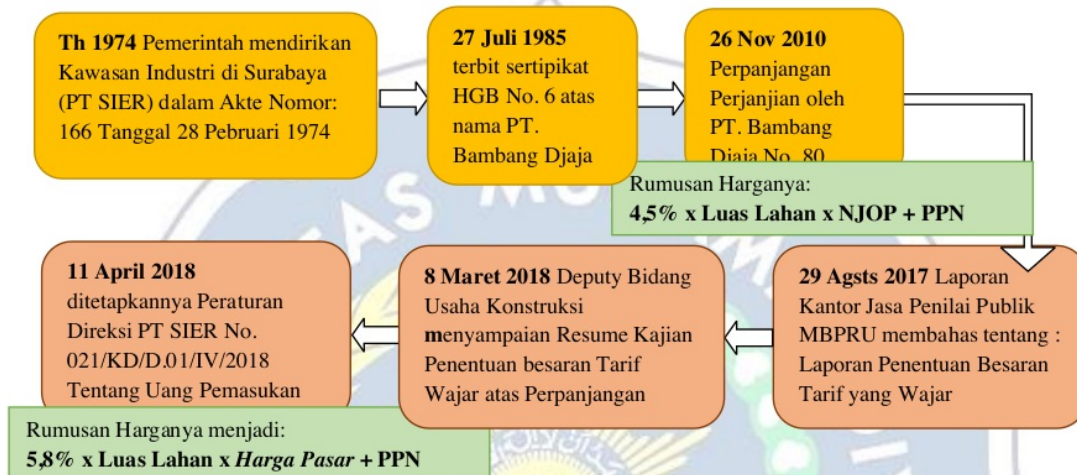 Th 1974 Pemerintah mendirikan
Kawasan Industri di Surabaya
(PT SIER) dalam Akte Nomor:
166 Tanggal 28 Pebruari 1974
27 Juli 1985
terbit sertipikat
HGB No. 6 atas
nama PT.
Bambang Djaja
26 Nov 2010
Perpanjangan
Perjanjian oleh
PT. Bambang
Djaja No. 80
Rumusan Harganya:
4,5% x Luas Lahan x NJOP + PPN
29 Agsts 2017 Laporan
Kantor Jasa Penilai Publik
MBPRU membahas tentang :
Laporan Penentuan Besaran
Tarif yang Wajar
8 Maret 2018 Deputy Bidang
Usaha Konstruksi
menyampaian Resume Kajian
Penentuan besaran Tarif
Wajar atas Perpanjangan
11 April 2018
ditetapkannya Peraturan
Direksi PT SIER No.
021/KD/D.01/IV/2018
Tentang Uang Pemasukan
Rumusan Harganya menjadi:
5,8% x Luas Lahan x Harga Pasar + PPN